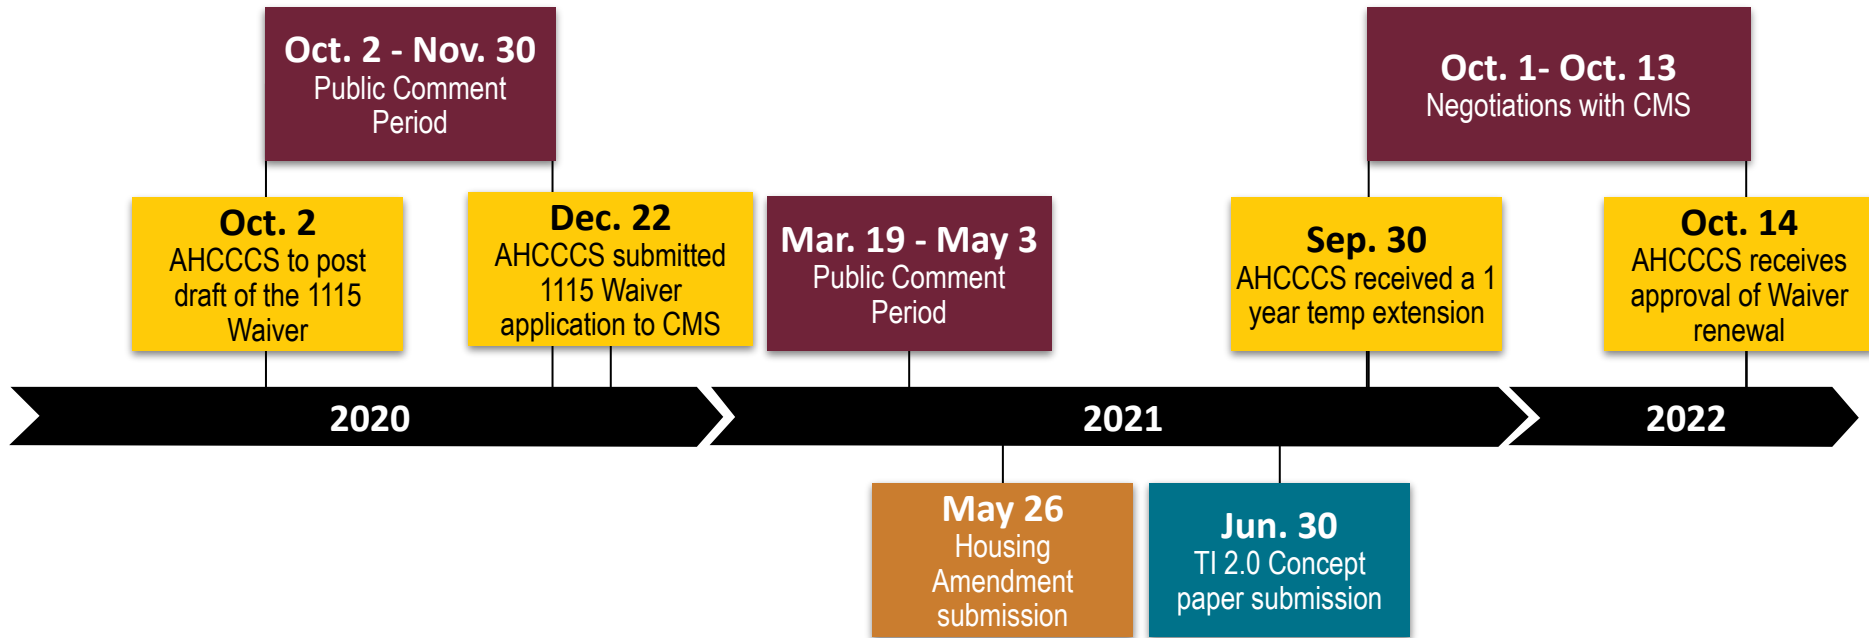 Oct. 2 - Nov. 30
Public Comment
Period
Oct. 1- Oct. 13
Negotiations with CMS
Oct. 2
AHCCCS to post
draft of the 1115
Waiver
Dec. 22
AHCCCS submitted
1115 Waiver
application to CMS
Mar. 19 - May 3
Public Comment
Period
Sep. 30
AHCCCS received a 1
year temp extension
Oct. 14
AHCCCS receives
approval of Waiver
renewal
2020
2021
2022
May 26
Housing
Amendment
submission
Jun. 30
TI 2.0 Concept
paper submission